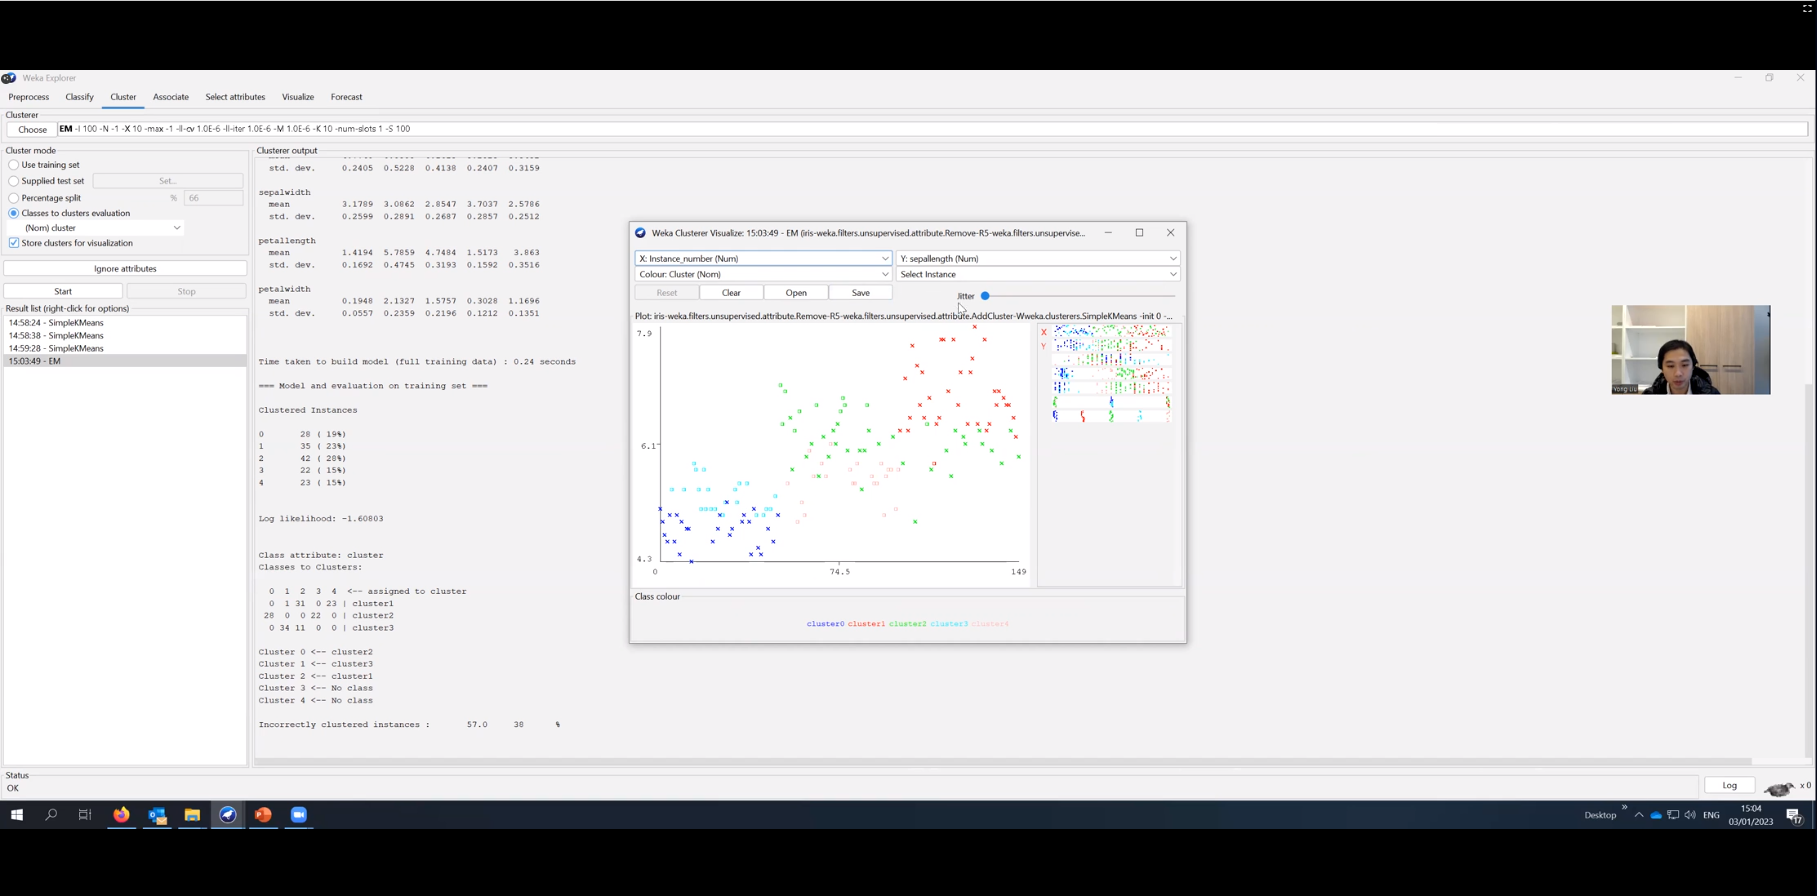 Weka Explorer
Preprocess Classify Cluster Associate Select attributes Visualize Forecast
Clusterer
Choose EM -I 100 -N -1 -X 10 -max -1 -ll-cv 1.0E-6 -ll-iter 1.0E-6 -M 1.0E-6 -K 10 -num-slots 1 -S 100
Cluster mode
Use training set
Supplied test set Set...
Percentage split % 66
Classes to clusters evaluation
(Nom) cluster
Store clusters for visualization
Ignore attributes
Start Stop
Result list (right-click for options)
14:58:24 - SimpleKMeans
14:58:38 - SimpleKMeans
14:59:28 - SimpleKMeans
15:03:49 - EM
Clusterer output
std. dev. 0.2405 0.5228 0.4138 0.2407 0.3159
sepalwidth
mean 3.1789 3.0862 2.8547 3.7037 2.5786
std. dev. 0.2599 0.2891 0.2687 0.2857 0.2512
petallength
mean 1.4194 5.7859 4.7484 1.5173 3.863
std. dev. 0.1692 0.4745 0.3193 0.1592 0.3516
petalwidth
mean 0.1948 2.1327 1.5757 0.3028 1.1696
std. dev. 0.0557 0.2359 0.2196 0.1212 0.1351
Time taken to build model (full training data) : 0.24 seconds
=== Model and evaluation on training set ===
Clustered Instances
0 28 ( 19%)
1 35 ( 23%)
2 42 ( 28%)
3 22 ( 15%)
4 23 ( 15%)
Log likelihood: -1.60803
Class attribute: cluster
Classes to Clusters:
0 1 2 3 4 <-- assigned to cluster
0 1 31 0 23 | cluster1
28 0 0 22 0 | cluster2
0 34 11 0 0 | cluster3
Cluster 0 <-- cluster2
Cluster 1 <-- cluster3
Cluster 2 <-- cluster1
Cluster 3 <-- No class
Cluster 4 <-- No class
Incorrectly clustered instances : 57.0 38 %
Weka Clusterer Visualize: 15:03:49 - EM (iris-weka.filters.unsupervised.attribute.Remove-R5-weka.filters.unsupervise...
X: Instance_number (Num) Y: sepallength (Num)
Colour: Cluster (Nom) Select Instance
Reset Clear Open Save Jitter
Plot: iris-weka.filters.unsupervised.attribute.Remove-R5-weka.filters.unsupervised.attribute.AddCluster-Wweka.clusterers.SimpleKMeans -init 0 -...
7.9
6.1
4.3
0 74.5 149
X
Y
Class colour
cluster0 cluster1 cluster2 cluster3 cluster4
Yong Liu
Status
OK
Log x 0
Desktop ENG 15:04
03/01/2023
17